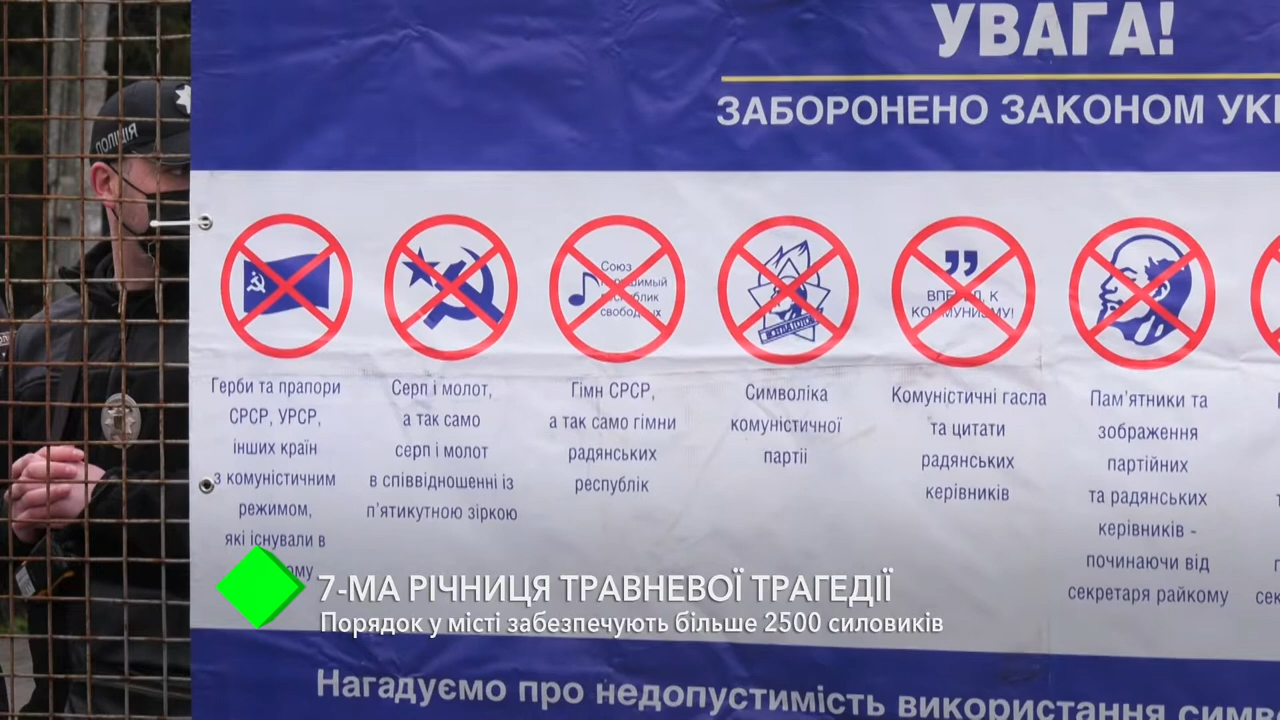 УВАГА!
ЗАБОРОНЕНО ЗАКОНОМ УКР
ПОЛІЦІЯ
Союз
свободных
ВПЕРЕД, К
КОММУНИЗМУ!
Герби та прапори
СРСР, УРСР,
інших країн
з комуністичним
режимом,
які існували в
ому
Серп і молот,
а так само
серп і молот
в співвідношенні із
п'ятикутною зіркою
Гімн СРСР,
а так само гімни
радянських
республік
Символіка
комуністичної
партії
Комуністичні гасла
та цитати
радянських
керівників
Пам'ятники та
зображення
партійних
та радянських
керівників -
починаючи від
секретаря райкому
7-МА РІЧНИЦЯ ТРАВНЕВОЇ ТРАГЕДІЇ
Порядок у місті забезпечують більше 2500 силовиків
Нагадуємо про недопустимість використання симво